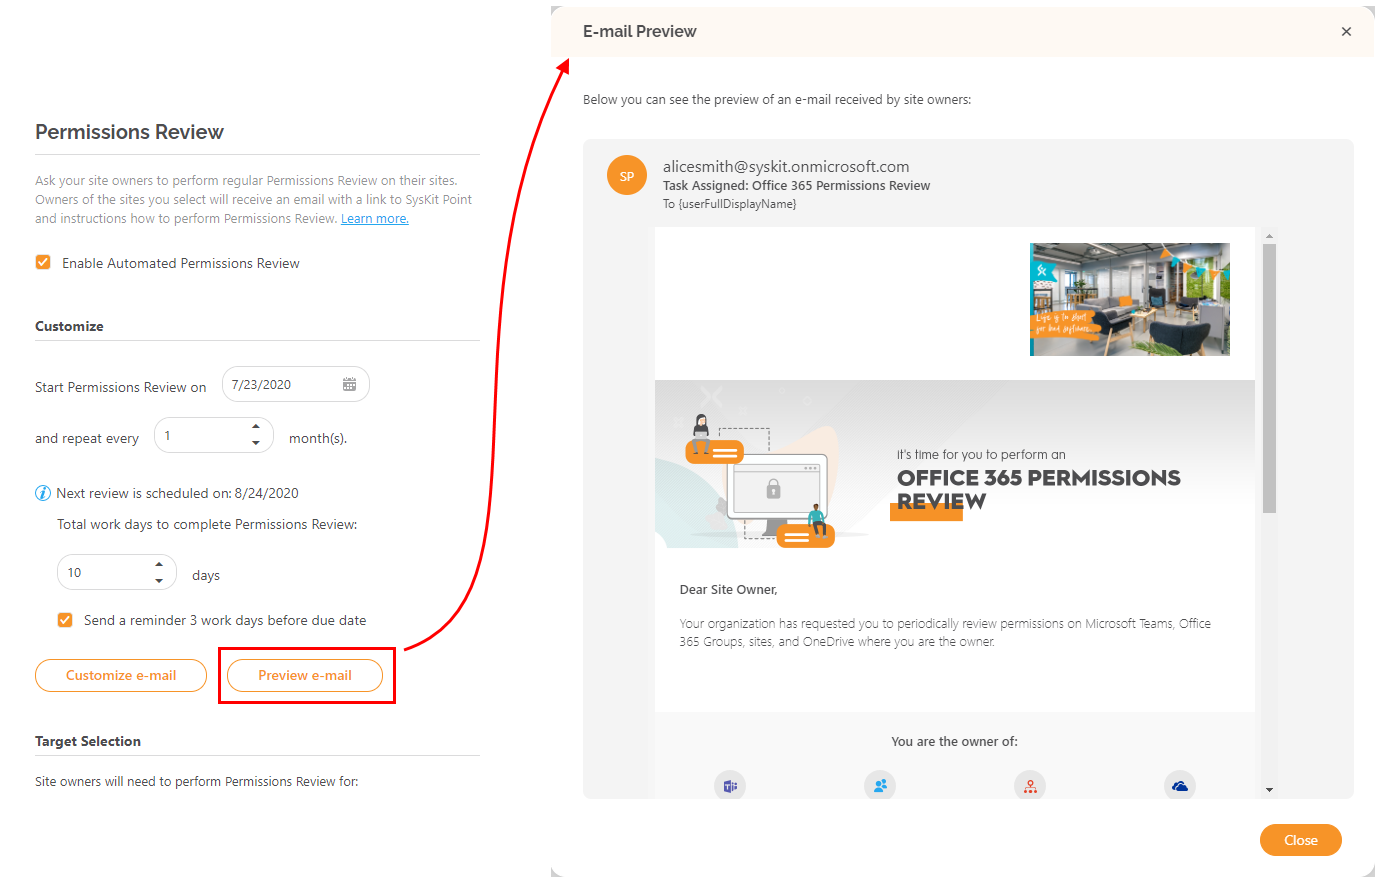 Permissions Review
Ask your site owners to perform regular Permissions Review on their sites.
Owners of the sites you select will receive an email with a link to SysKit Point
and instructions how to perform Permissions Review. Learn more.
Enable Automated Permissions Review
Customize
Start Permissions Review on 7/23/2020
and repeat every 1 month(s).
Next review is scheduled on: 8/24/2020
Total work days to complete Permissions Review:
10 days
Send a reminder 3 work days before due date
Customize e-mail Preview e-mail
Target Selection
Site owners will need to perform Permissions Review for:
E-mail Preview
Below you can see the preview of an e-mail received by site owners:
SP
alicesmith@syskit.onmicrosoft.com
Task Assigned: Office 365 Permissions Review
To {userFullDisplayName}
Life is too short
for bad software.
It's time for you to perform an
OFFICE 365 PERMISSIONS
REVIEW
Dear Site Owner,
Your organization has requested you to periodically review permissions on Microsoft Teams, Office
365 Groups, sites, and OneDrive where you are the owner.
You are the owner of:
Close